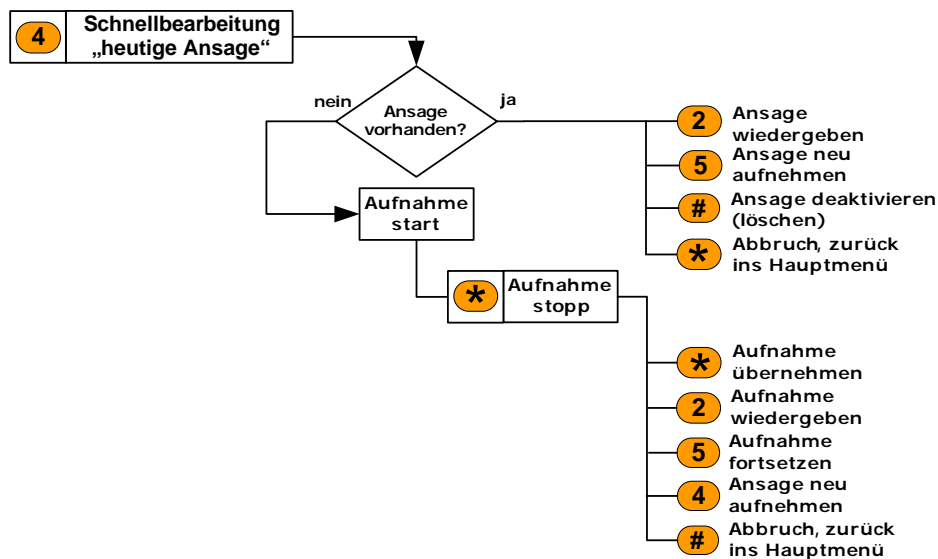 4
Schnellbearbeitung
„heutige Ansage“
nein
ja
Ansage
vorhanden?
2
Ansage
wiedergeben
5
Ansage neu
aufnehmen
#
Ansage deaktivieren
(löschen)
*
Abbruch, zurück
ins Hauptmenü
Aufnahme
start
*
Aufnahme
stopp
*
Aufnahme
übernehmen
2
Aufnahme
wiedergeben
5
Aufnahme
fortsetzen
4
Ansage neu
aufnehmen
#
Abbruch, zurück
ins Hauptmenü